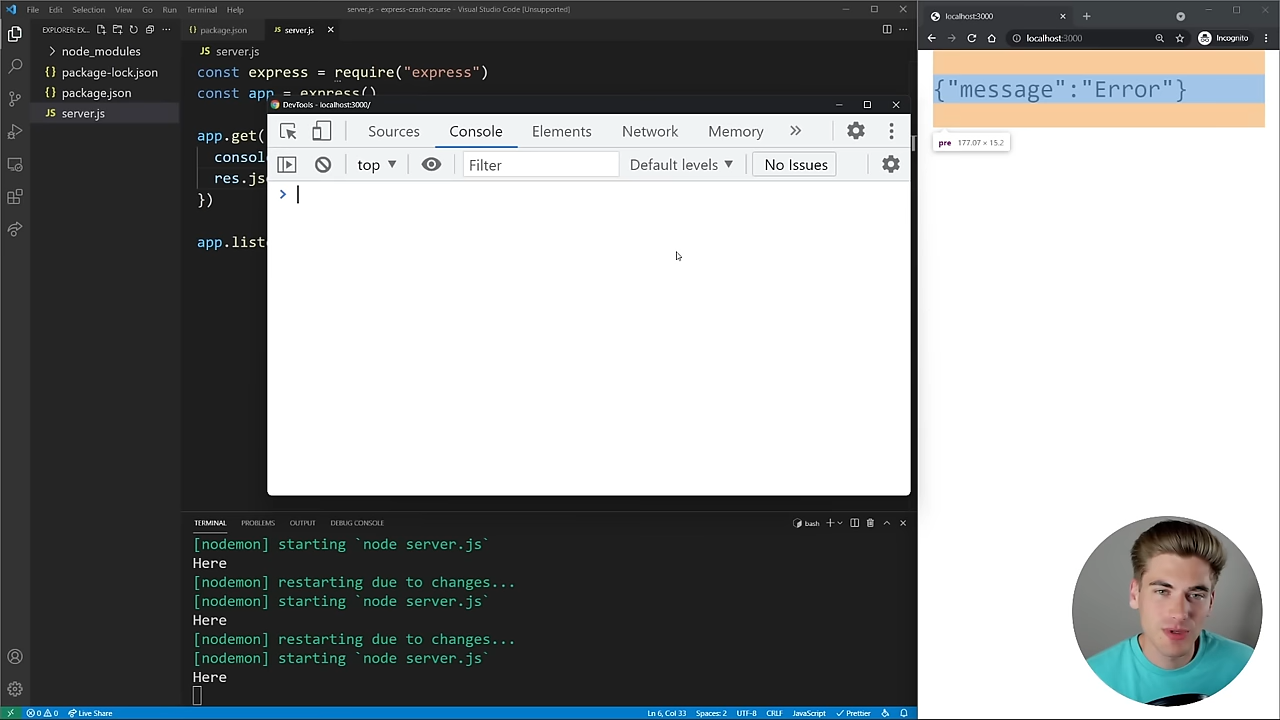 File Edit Selection View Go Run Terminal Help
server.js - express-crash-course - Visual Studio Code [Unsupported]
EXPLORER: EX...
node_modules
package-lock.json
package.json
server.js
package.json
JS server.js
JS server.js
const express = require("express")
const app = express()
app.get(
consol
res.js
})
app.liste
DevTools - localhost:3000/
Sources Console Elements Network Memory »
top Filter Default levels No Issues
>
TERMINAL PROBLEMS OUTPUT DEBUG CONSOLE
bash
[nodemon] starting `node server.js`
Here
[nodemon] restarting due to changes...
[nodemon] starting `node server.js`
Here
[nodemon] restarting due to changes...
[nodemon] starting `node server.js`
Here
0 0 Live Share
Ln 6, Col 33 Spaces: 2 UTF-8 CRLF JavaScript Prettier
localhost:3000
localhost:3000
Incognito
{"message":"Error"}
pre 177.07 × 15.2